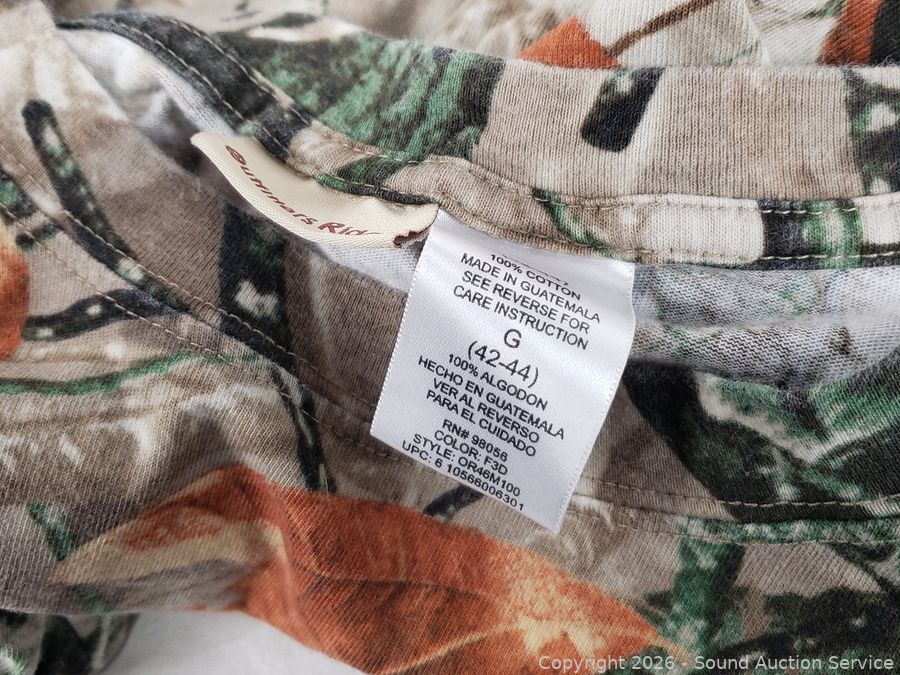 Outfitters Rid
100% COTTON
MADE IN GUATEMALA
SEE REVERSE FOR
CARE INSTRUCTION
G
(42-44)
100% ALGODON
HECHO EN GUATEMALA
VER AL REVERSO
PARA EL CUIDADO
RN# 98056
COLOR: F3D
STYLE: OR46M100
UPC: 6 10566006301
Copyright 2026 - Sound Auction Service